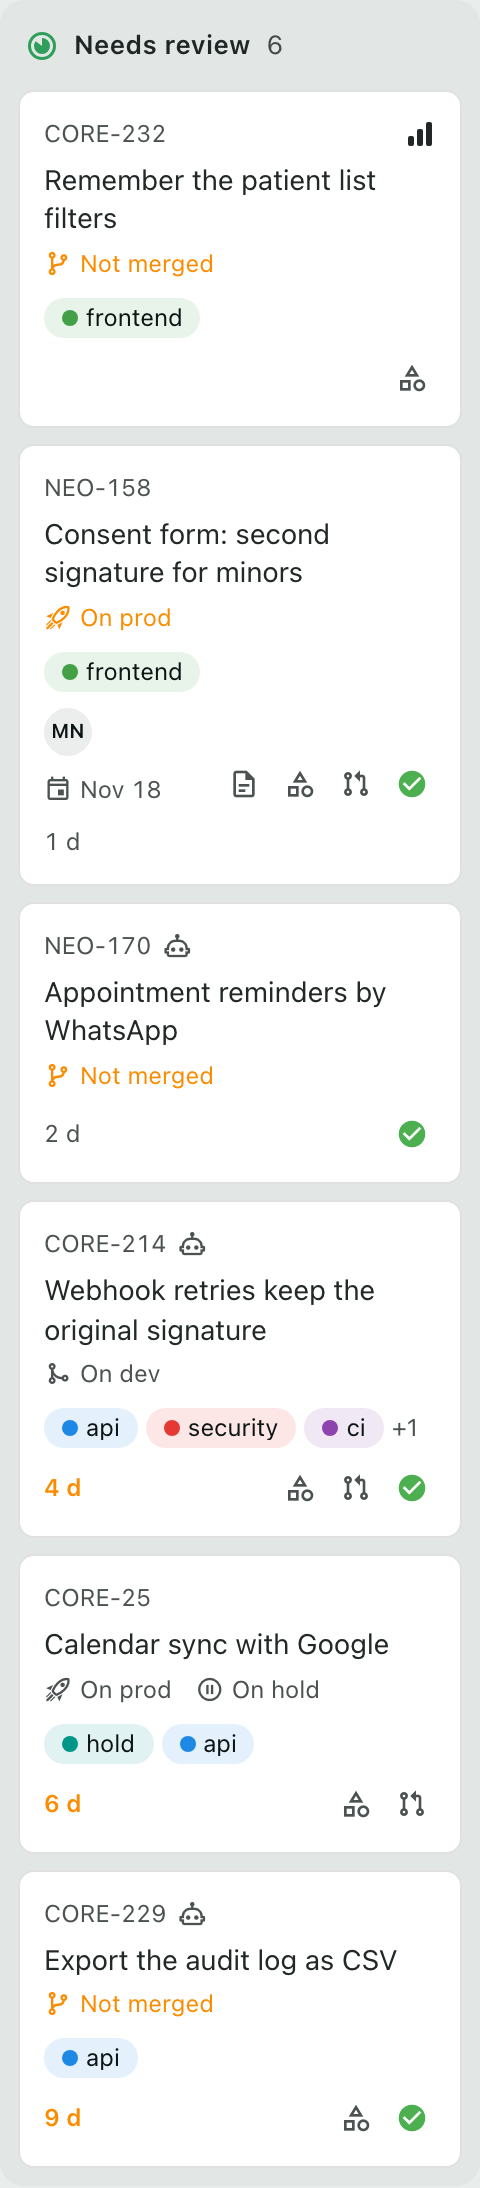 Needs review 6
CORE-232
Remember the patient list
filters
Not merged
frontend
NEO-158
Consent form: second
signature for minors
On prod
frontend
MN
Nov 18
1 d
NEO-170
Appointment reminders by
WhatsApp
Not merged
2 d
CORE-214
Webhook retries keep the
original signature
On dev
api security ci +1
4 d
CORE-25
Calendar sync with Google
On prod On hold
hold api
6 d
CORE-229
Export the audit log as CSV
Not merged
api
9 d